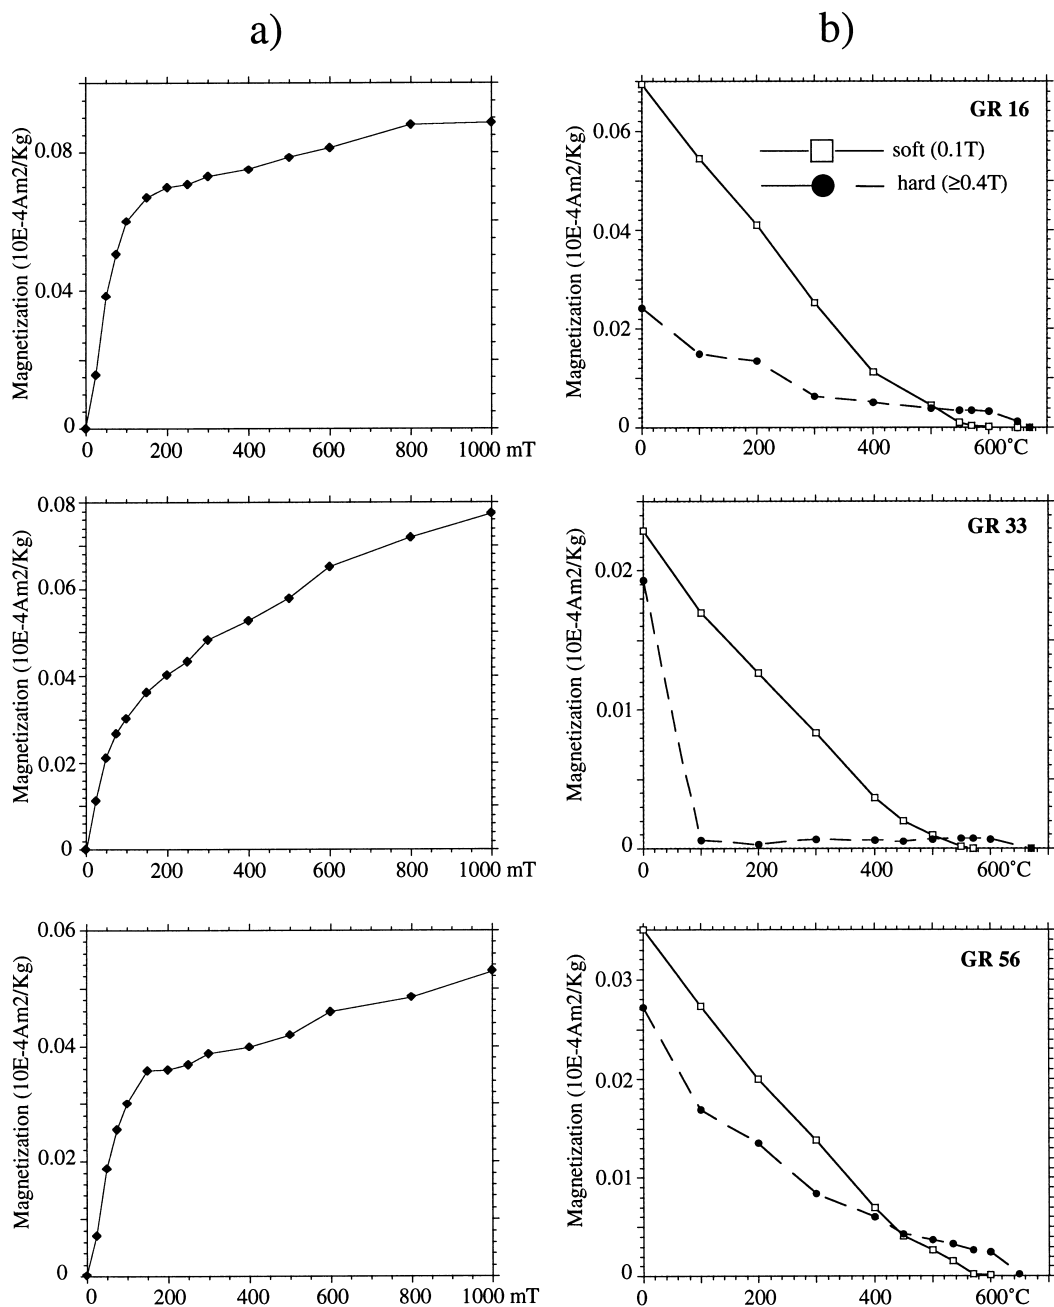 a)
b)
Magnetization (10E-4Am2/Kg)
0.08
0.04
0
0 200 400 600 800 1000 mT
Magnetization (10E-4Am2/Kg)
0.06
0.04
0.02
0
0 200 400 600°C
GR 16
soft (0.1T)
hard (≥0.4T)
Magnetization (10E-4Am2/Kg)
0.08
0.06
0.04
0.02
0
0 200 400 600 800 1000 mT
Magnetization (10E-4Am2/Kg)
0.02
0.01
0
0 200 400 600°C
GR 33
Magnetization (10E-4Am2/Kg)
0.06
0.04
0.02
0
0 200 400 600 800 1000 mT
Magnetization (10E-4Am2/Kg)
0.03
0.02
0.01
0
0 200 400 600°C
GR 56